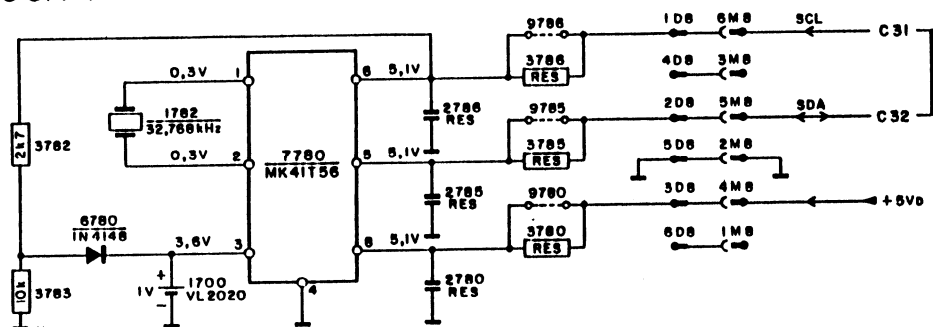 9786
1D8 6M8 SCL C31
0,3V 1 6 5,1V
3786
RES
4D8 3M8
1782
32,768kHz
2786
RES
9785
2D8 5M8 SDA C32
2k7 3782
0,3V 2 5 5,1V
7780
MK41T56
3785
RES
5D8 2M8
2785
RES
9780
3D8 4M8 +5VD
6780
1N4148
3,6V 3 8 5,1V
3780
RES
6D8 1M8
10k 3783
+
1V
-
1700
VL2020
4
2780
RES